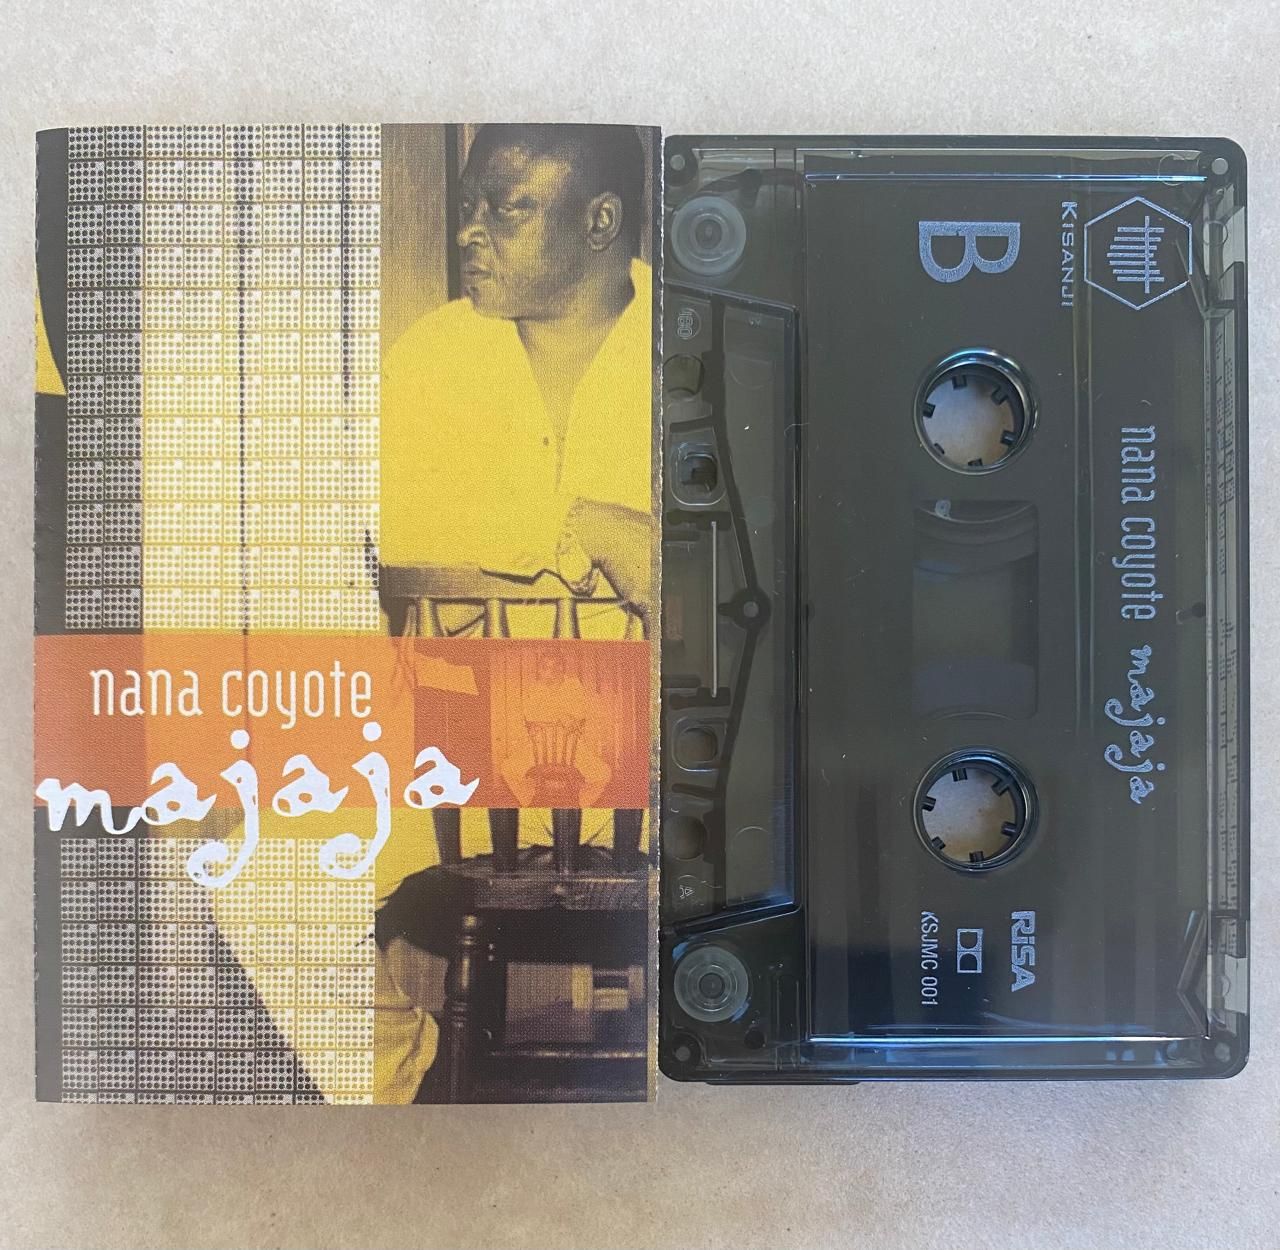 nana coyote
majaja
B
KISANJI
nana coyote majaja
RiSA
KSJMC 001